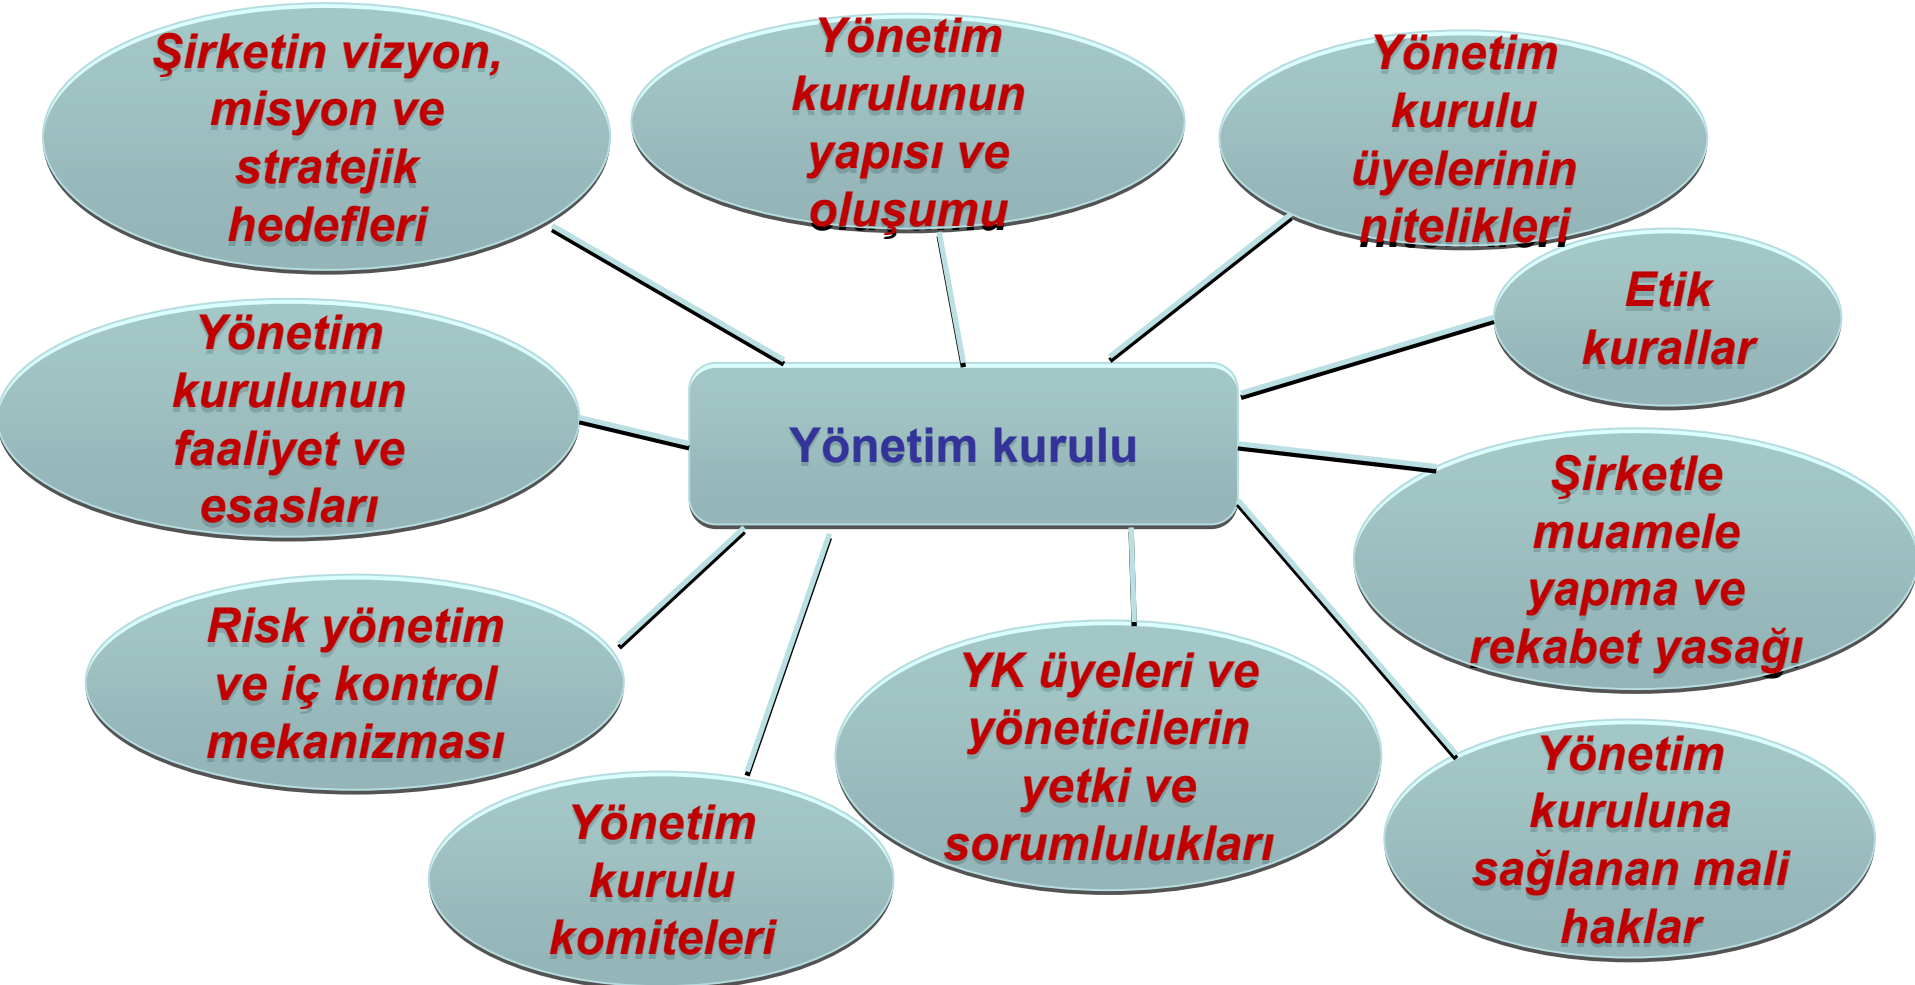 Şirketin vizyon,
misyon ve
stratejik
hedefleri
Yönetim
kurulunun
yapısı ve
oluşumu
Yönetim
kurulu
üyelerinin
nitelikleri
Etik
kurallar
Yönetim
kurulunun
faaliyet ve
esasları
Yönetim kurulu
Şirketle
muamele
yapma ve
rekabet yasağı
Risk yönetim
ve iç kontrol
mekanizması
YK üyeleri ve
yöneticilerin
yetki ve
sorumlulukları
Yönetim
kurulu
komiteleri
Yönetim
kuruluna
sağlanan mali
haklar